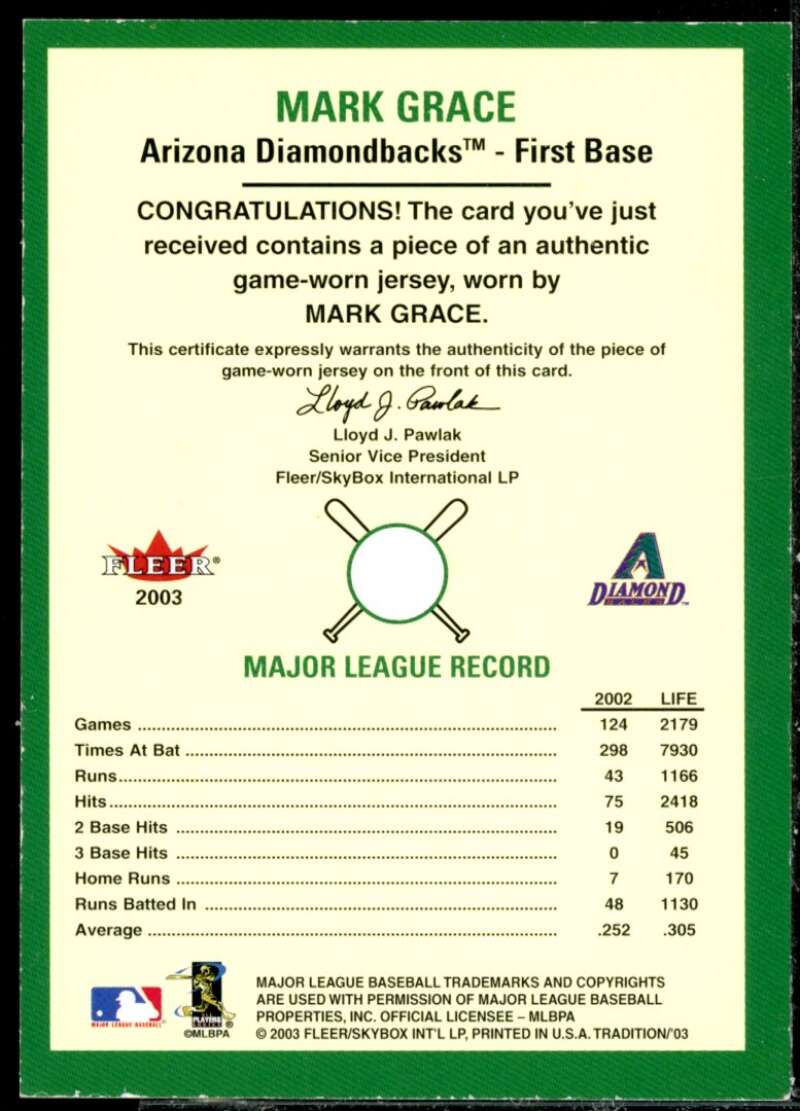 MARK GRACE
Arizona Diamondbacks™ - First Base
CONGRATULATIONS! The card you've just
received contains a piece of an authentic
game-worn jersey, worn by
MARK GRACE.
This certificate expressly warrants the authenticity of the piece of
game-worn jersey on the front of this card.
Lloyd J. Pawlak
Lloyd J. Pawlak
Senior Vice President
Fleer/SkyBox International LP
FLEER®
2003
A
DIAMOND
BACKS™
MAJOR LEAGUE RECORD
2002 LIFE
Games 124 2179
Times At Bat 298 7930
Runs 43 1166
Hits 75 2418
2 Base Hits 19 506
3 Base Hits 0 45
Home Runs 7 170
Runs Batted In 48 1130
Average .252 .305
MAJOR LEAGUE BASEBALL
PLAYERS
CHOICE ®
©MLBPA
MAJOR LEAGUE BASEBALL TRADEMARKS AND COPYRIGHTS
ARE USED WITH PERMISSION OF MAJOR LEAGUE BASEBALL
PROPERTIES, INC. OFFICIAL LICENSEE – MLBPA
© 2003 FLEER/SKYBOX INT'L LP, PRINTED IN U.S.A. TRADITION/'03